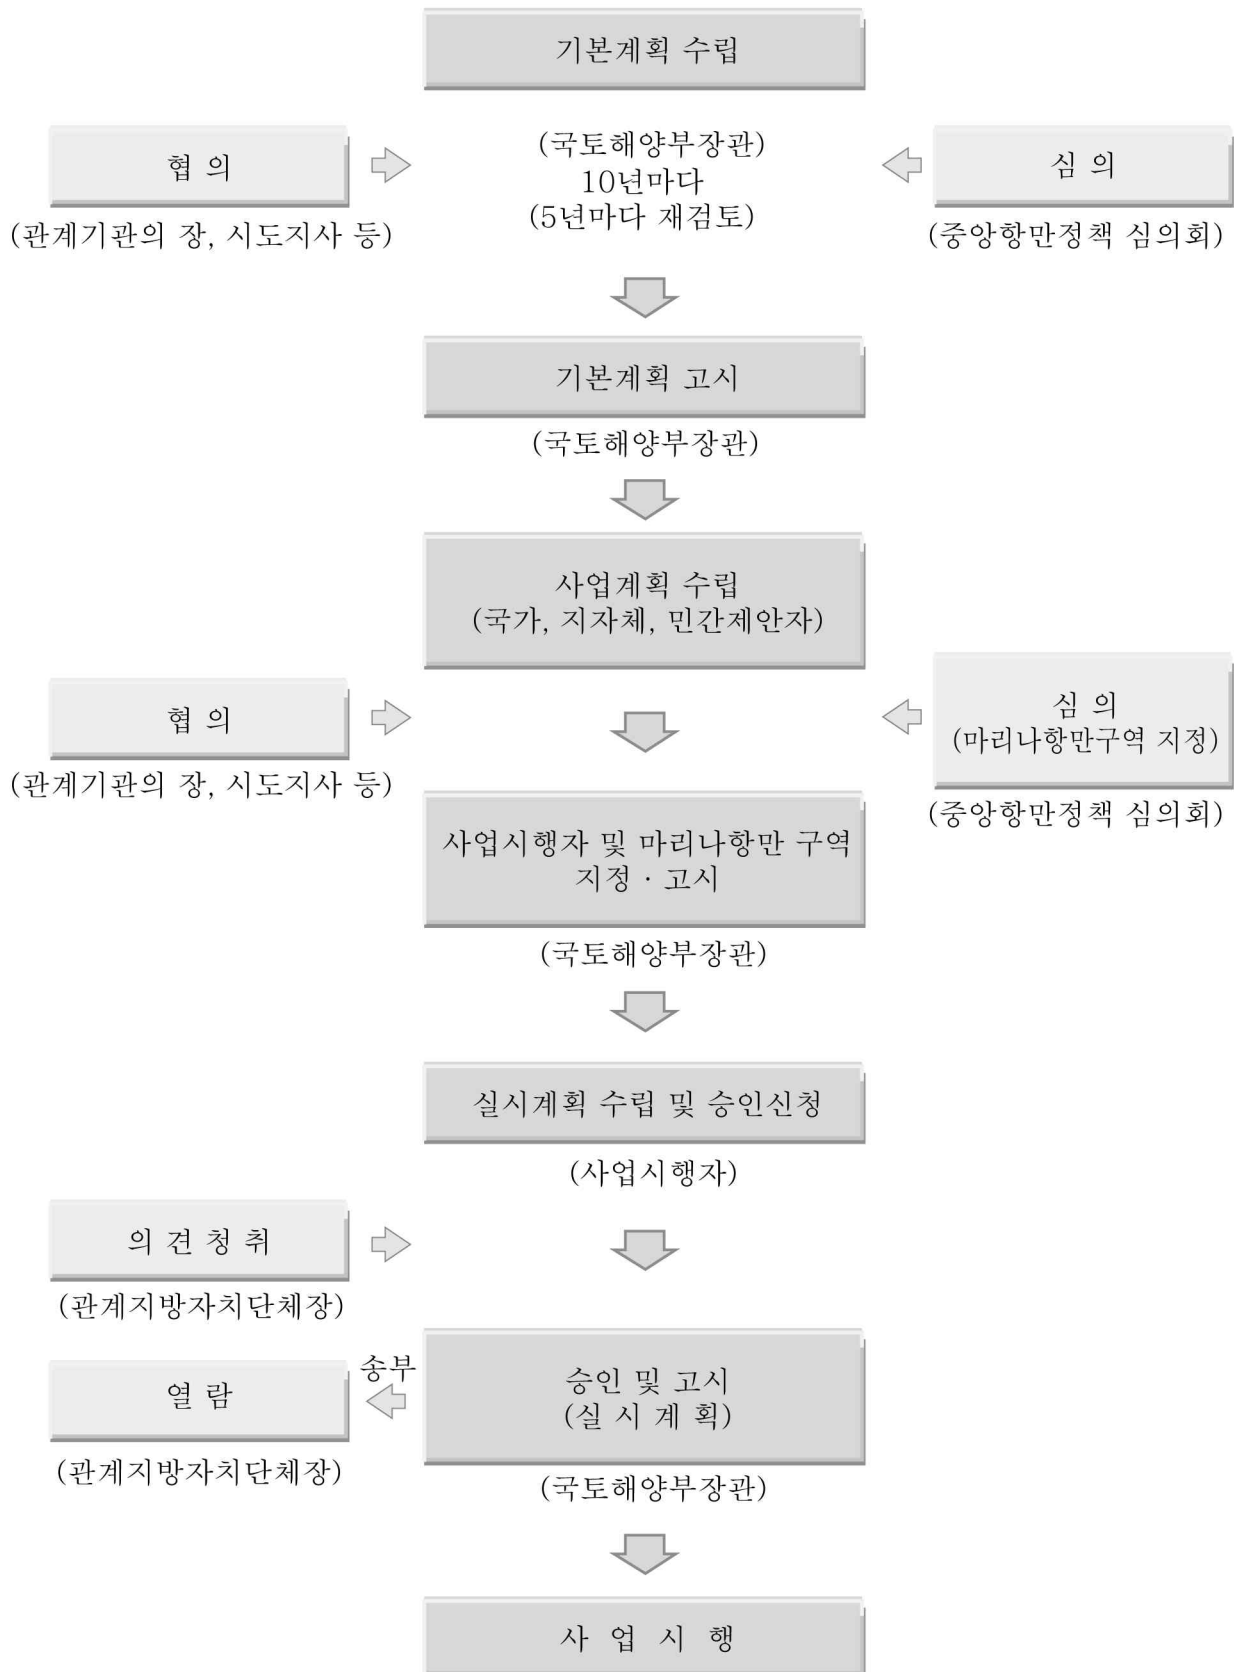 기본계획 수립
협 의
(관계기관의 장, 시도지사 등)
(국토해양부장관)
10년마다
(5년마다 재검토)
심 의
(중앙항만정책 심의회)
기본계획 고시
(국토해양부장관)
사업계획 수립
(국가, 지자체, 민간제안자)
협 의
(관계기관의 장, 시도지사 등)
심 의
(마리나항만구역 지정)
(중앙항만정책 심의회)
사업시행자 및 마리나항만 구역
지정 · 고시
(국토해양부장관)
실시계획 수립 및 승인신청
(사업시행자)
의 견 청 취
(관계지방자치단체장)
열 람
(관계지방자치단체장)
송부
승인 및 고시
(실 시 계 획)
(국토해양부장관)
사 업 시 행